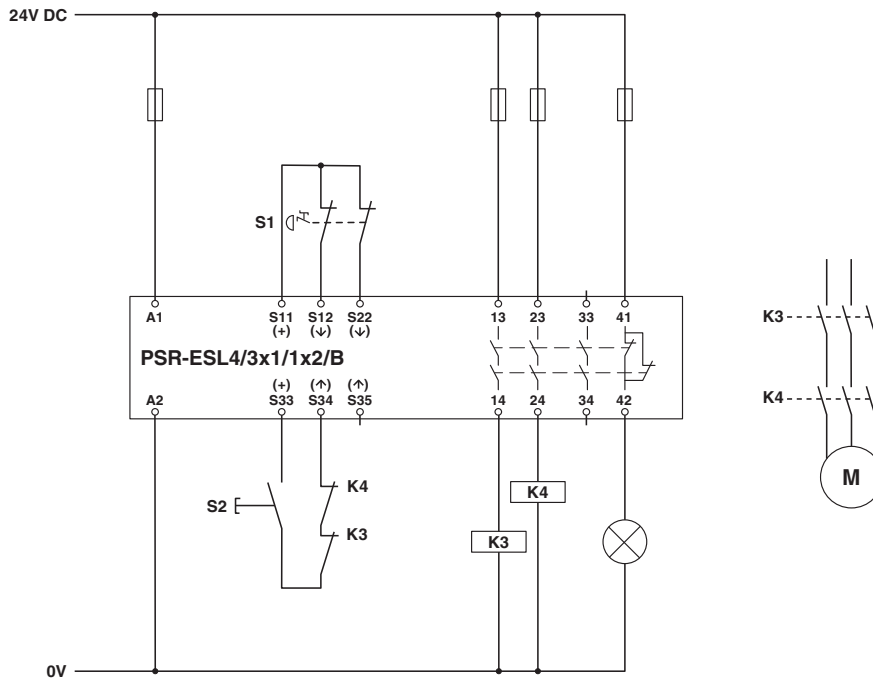 24V DC
S1
A1 S11 S12 S22 13 23 33 41
(+) (↓) (↓)
PSR-ESL4/3x1/1x2/B
(+) (↑) (↑)
A2 S33 S34 S35 14 24 34 42
K3
K4
M
S2
K4
K3
K4
K3
0V